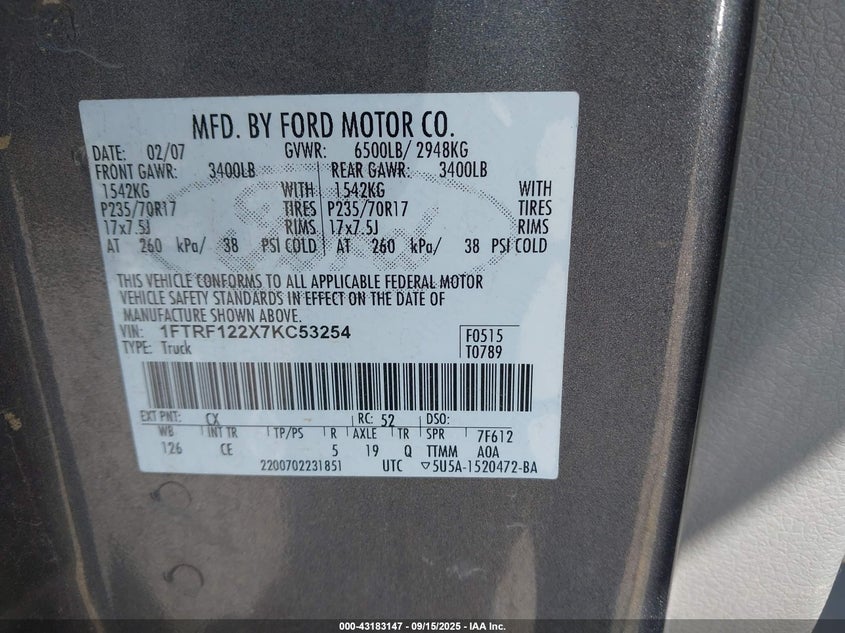 MFD. BY FORD MOTOR CO.
DATE: 02/07 GVWR: 6500LB/ 2948KG
FRONT GAWR: 3400LB REAR GAWR: 3400LB
1542KG WITH 1542KG WITH
P235/70R17 TIRES P235/70R17 TIRES
17x7.5J RIMS 17x7.5J RIMS
AT 260 kPa/ 38 PSI COLD AT 260 kPa/ 38 PSI COLD
THIS VEHICLE CONFORMS TO ALL APPLICABLE FEDERAL MOTOR
VEHICLE SAFETY STANDARDS IN EFFECT ON THE DATE OF
MANUFACTURE SHOWN ABOVE.
VIN: 1FTRF122X7KC53254 F0515
TYPE: Truck T0789
EXT PNT: CX RC: 52 DSO:
WB INT TR TP/PS R AXLE TR SPR 7F612
126 CE 5 19 Q TTMM A0A
2200702231851 UTC ▽5U5A-1520472-BA
000-43183147 - 09/15/2025 - IAA Inc.